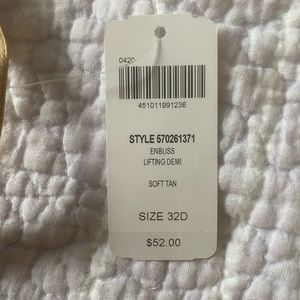 0420
451011991236
STYLE 570261371
ENBLISS
LIFTING DEMI
SOFT TAN
SIZE 32D
$52.00